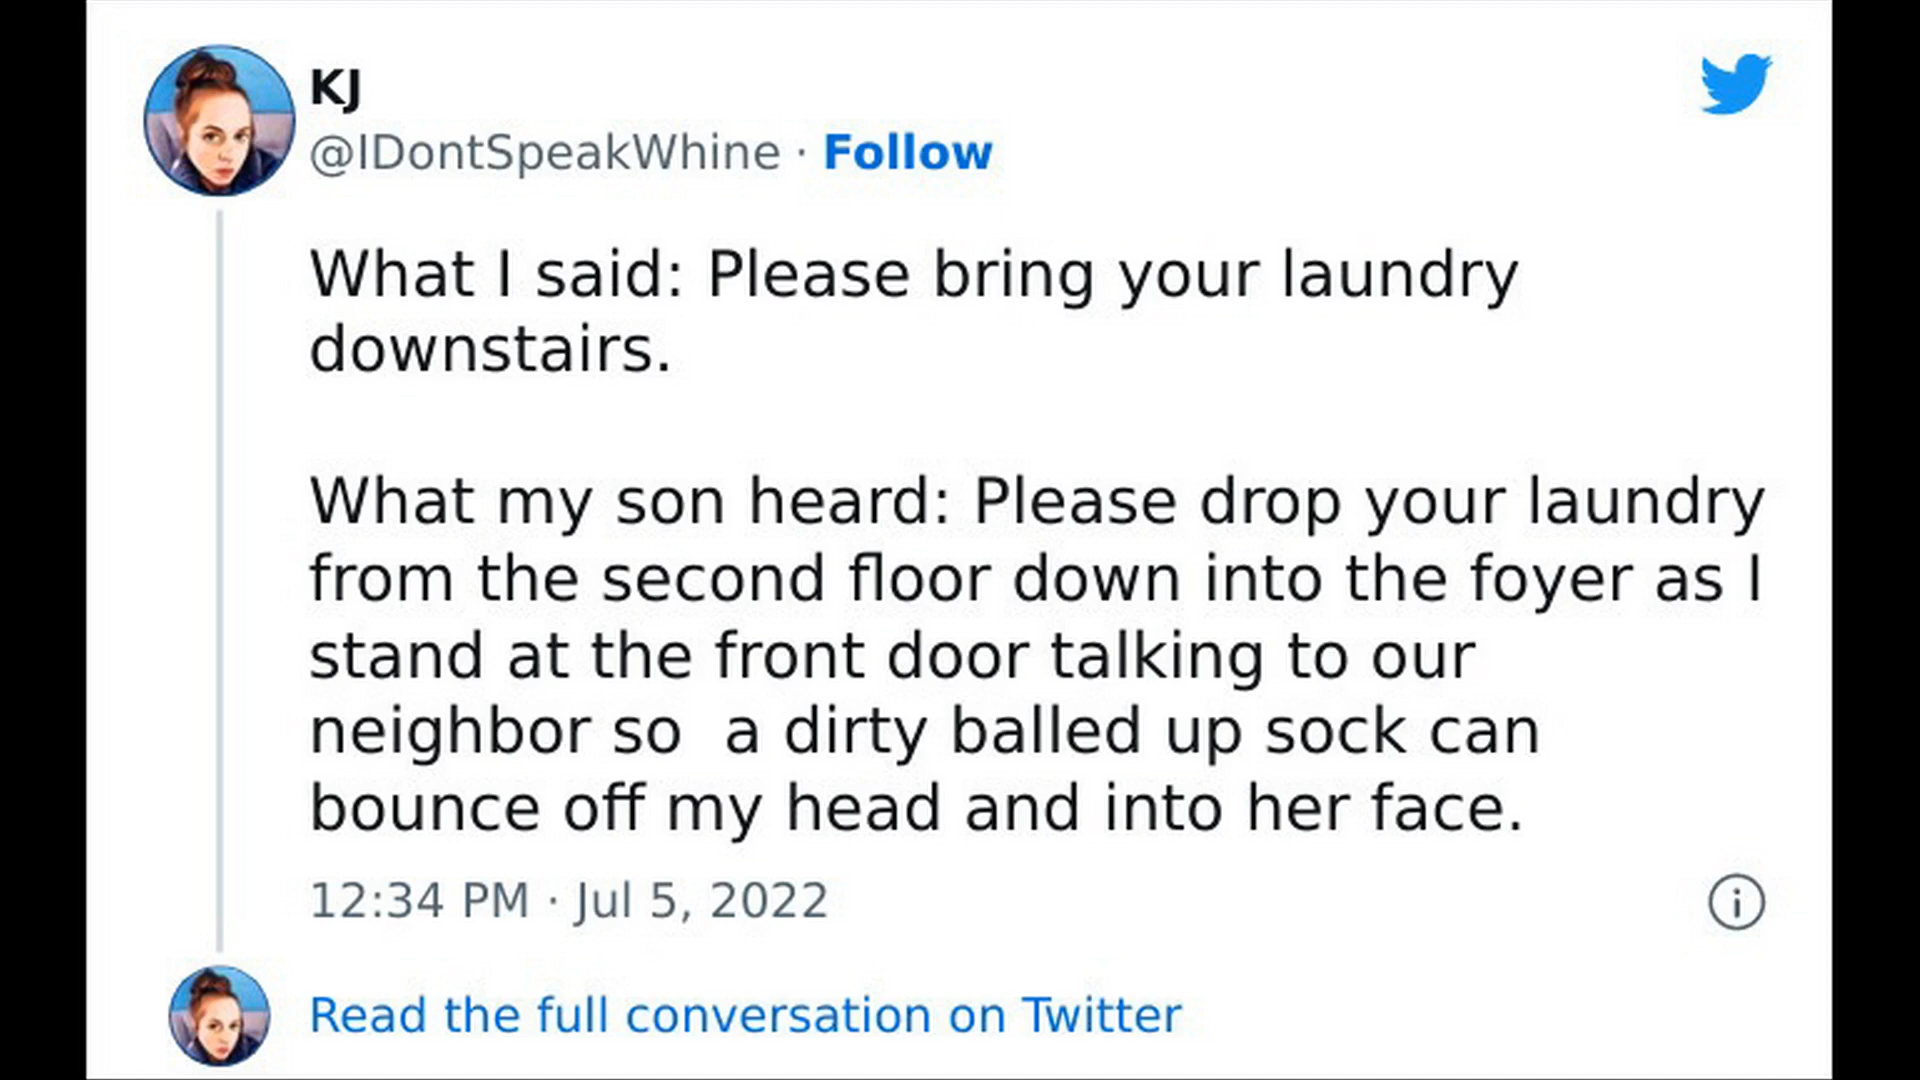 KJ
@IDontSpeakWhine · Follow
What I said: Please bring your laundry
downstairs.
What my son heard: Please drop your laundry
from the second floor down into the foyer as I
stand at the front door talking to our
neighbor so  a dirty balled up sock can
bounce off my head and into her face.
12:34 PM · Jul 5, 2022
Read the full conversation on Twitter